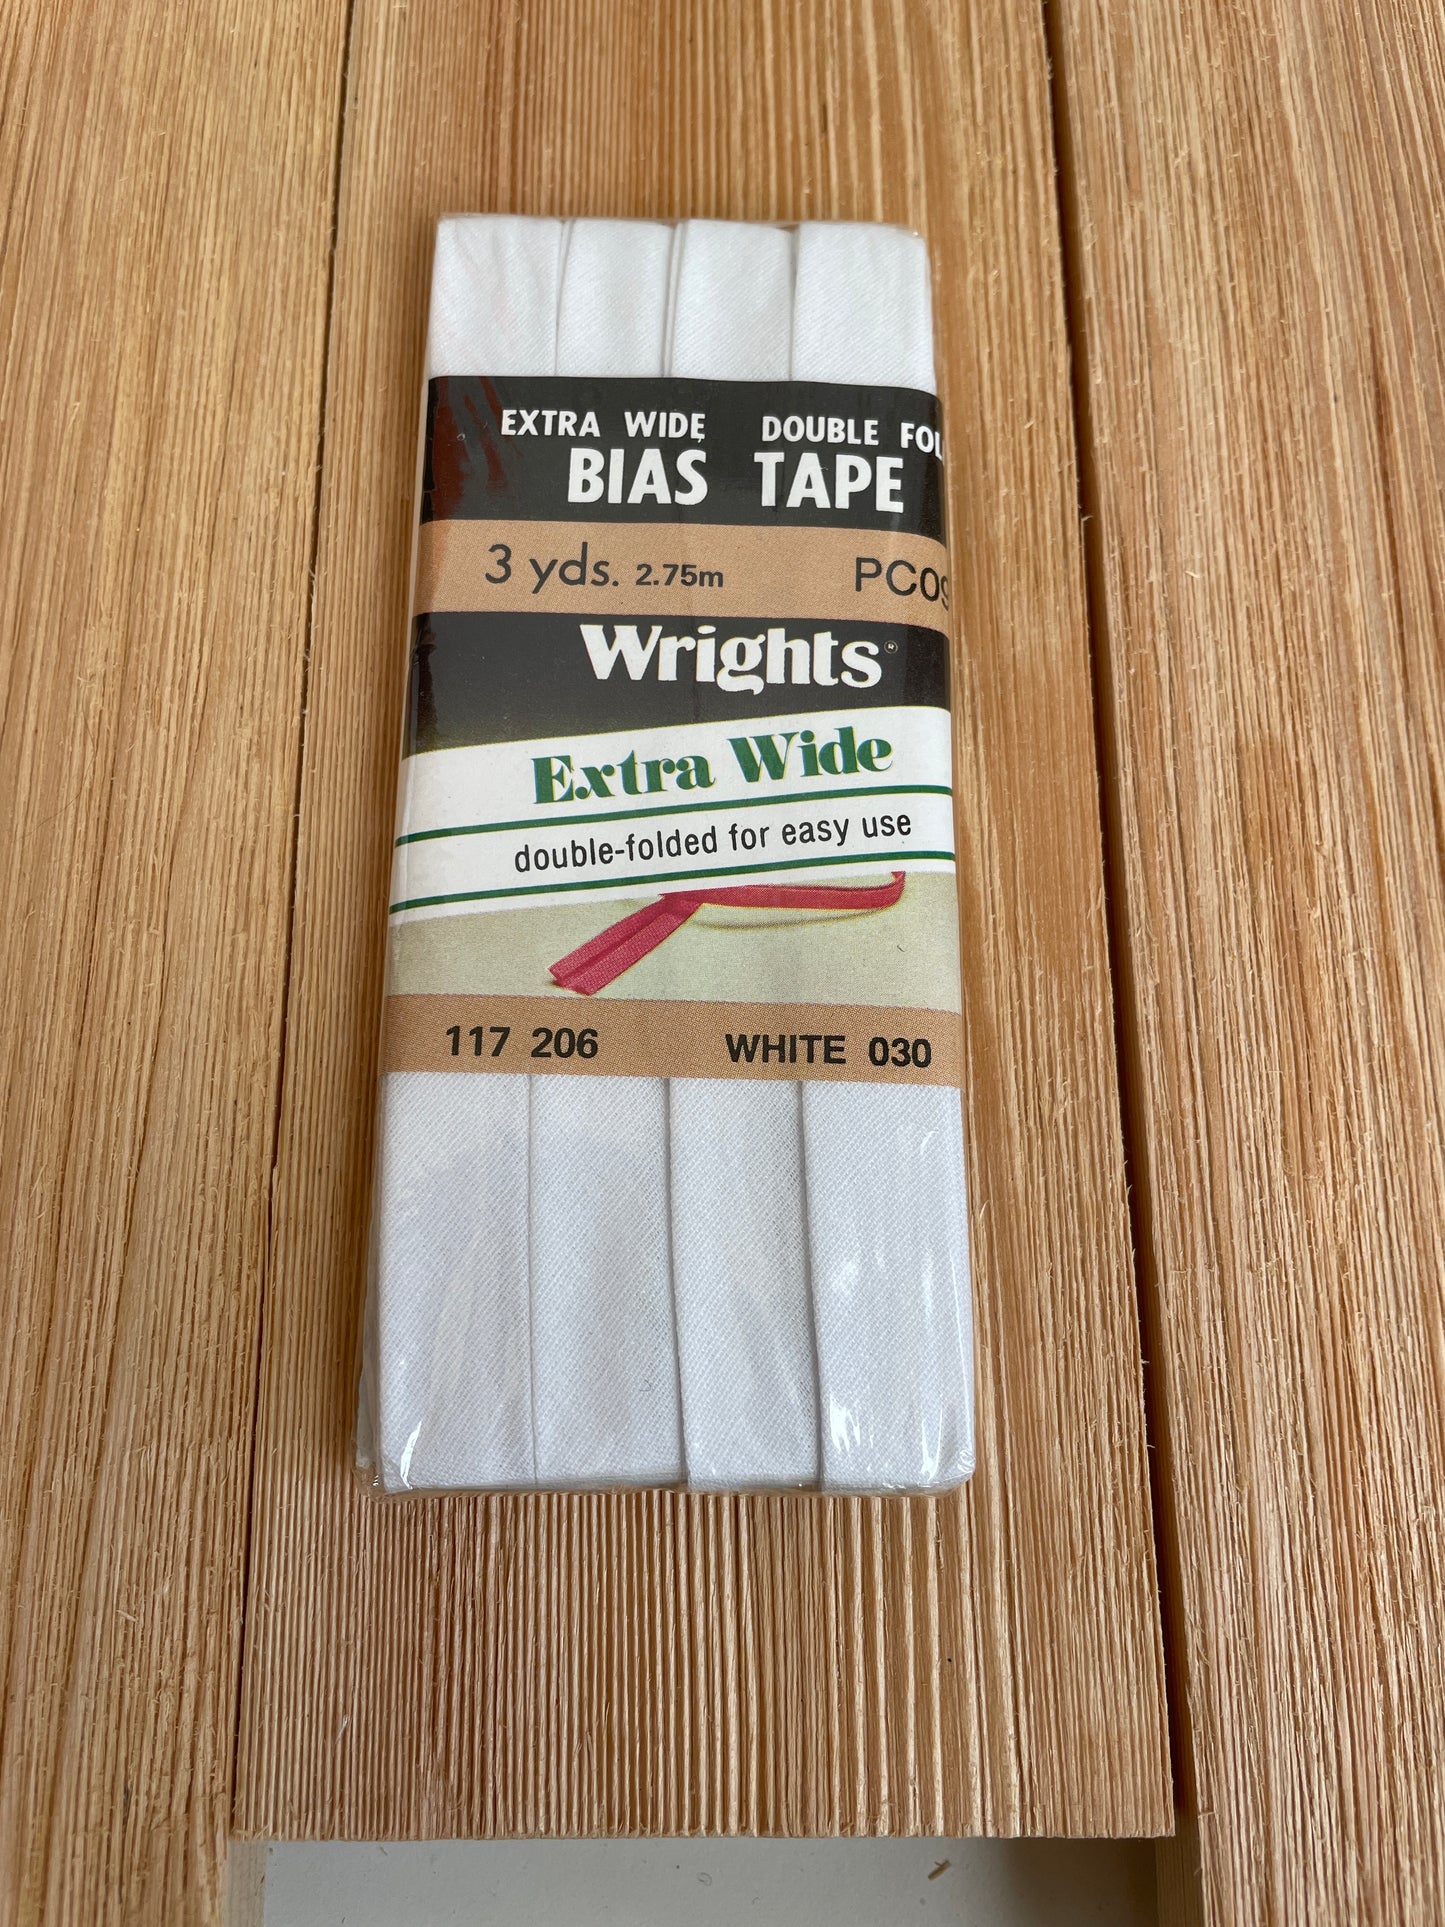 EXTRA WIDE DOUBLE FOL
BIAS TAPE
3 yds. 2.75m PC09
Wrights®
Extra Wide
double-folded for easy use
117 206 WHITE 030